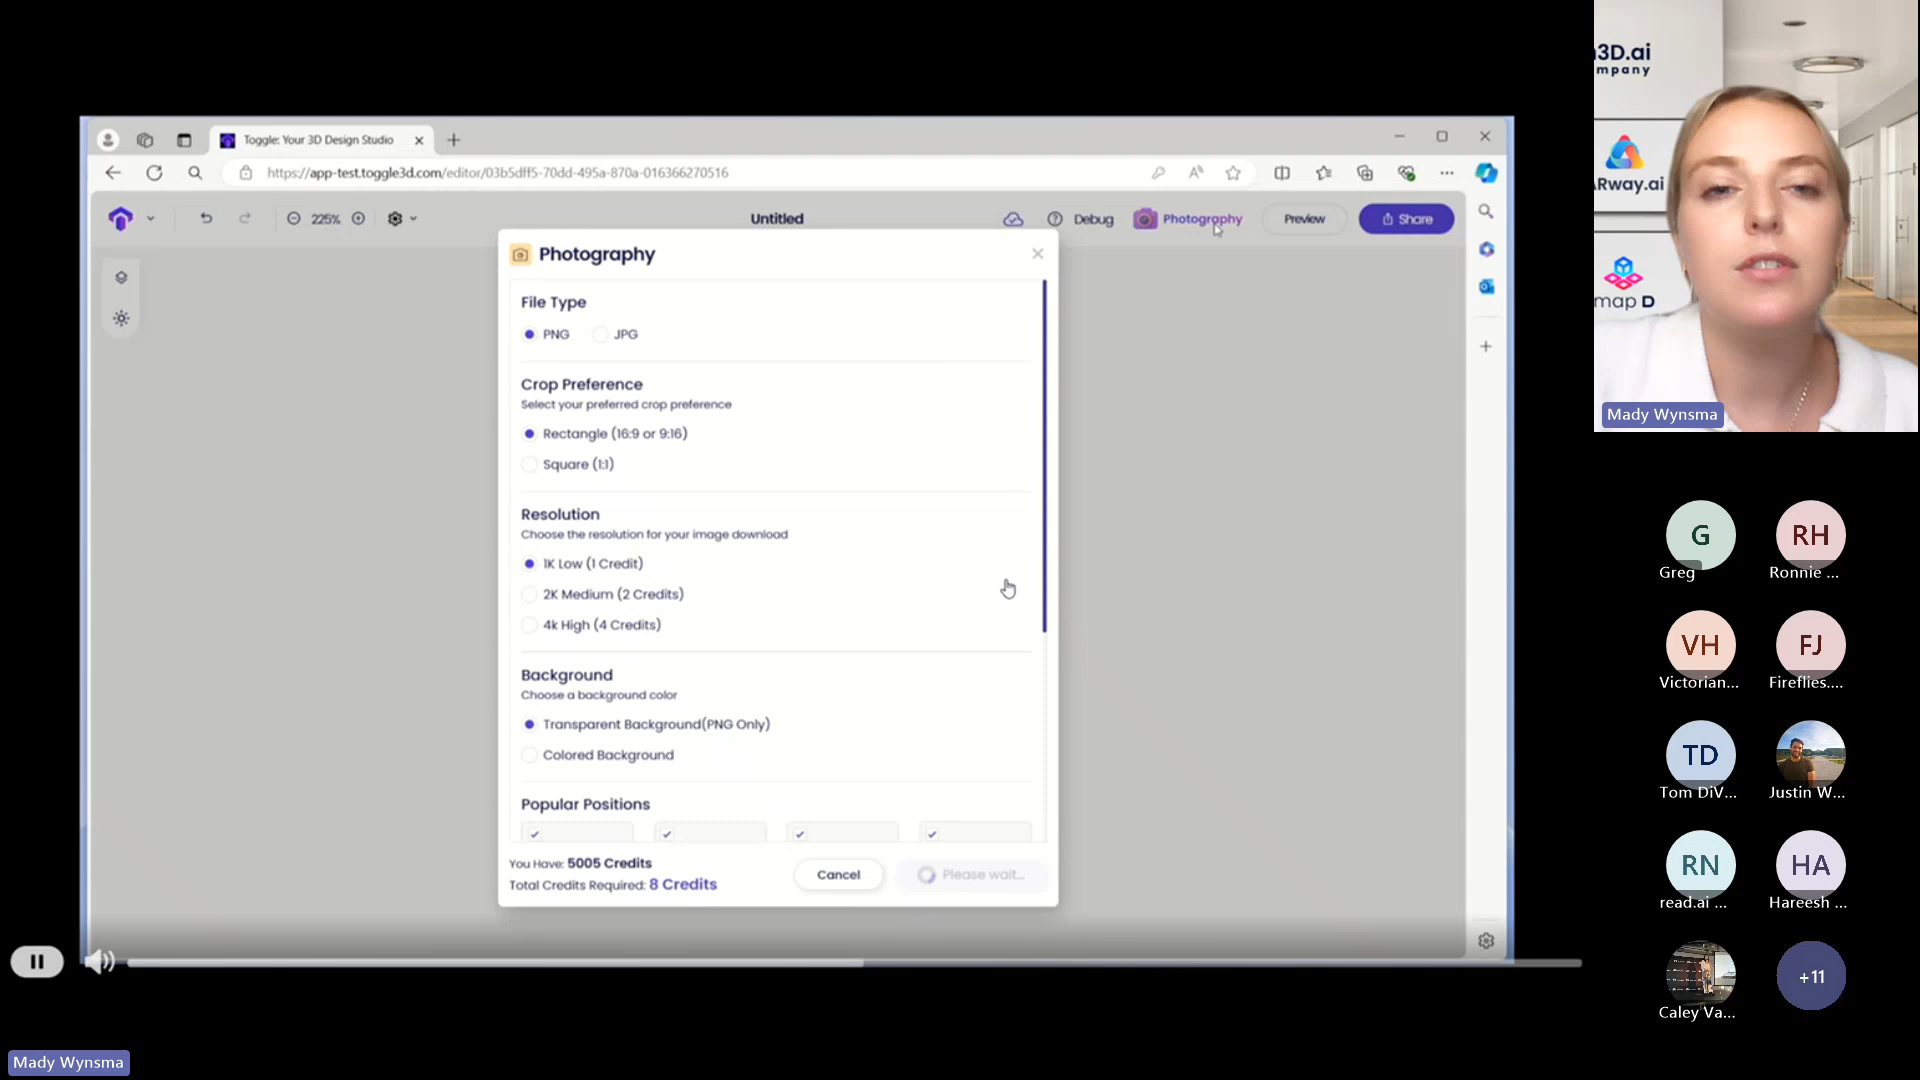 Toggle: Your 3D Design Studio
https://app-test.toggle3d.com/editor/03b5dff5-70dd-495a-870a-016366270516
225%
Untitled
Debug
Photography
Preview
Share
Photography
File Type
PNG
JPG
Crop Preference
Select your preferred crop preference
Rectangle (16:9 or 9:16)
Square (1:1)
Resolution
Choose the resolution for your image download
1K Low (1 Credit)
2K Medium (2 Credits)
4k High (4 Credits)
Background
Choose a background color
Transparent Background(PNG Only)
Colored Background
Popular Positions
You Have: 5005 Credits
Total Credits Required: 8 Credits
Cancel
Please wait...
Mady Wynsma
3D.ai
mpany
ARway.ai
map D
Mady Wynsma
G
Greg
RH
Ronnie ...
VH
Victorian...
FJ
Fireflies....
TD
Tom DiV...
Justin W...
RN
read.ai ...
HA
Hareesh ...
Caley Va...
+11